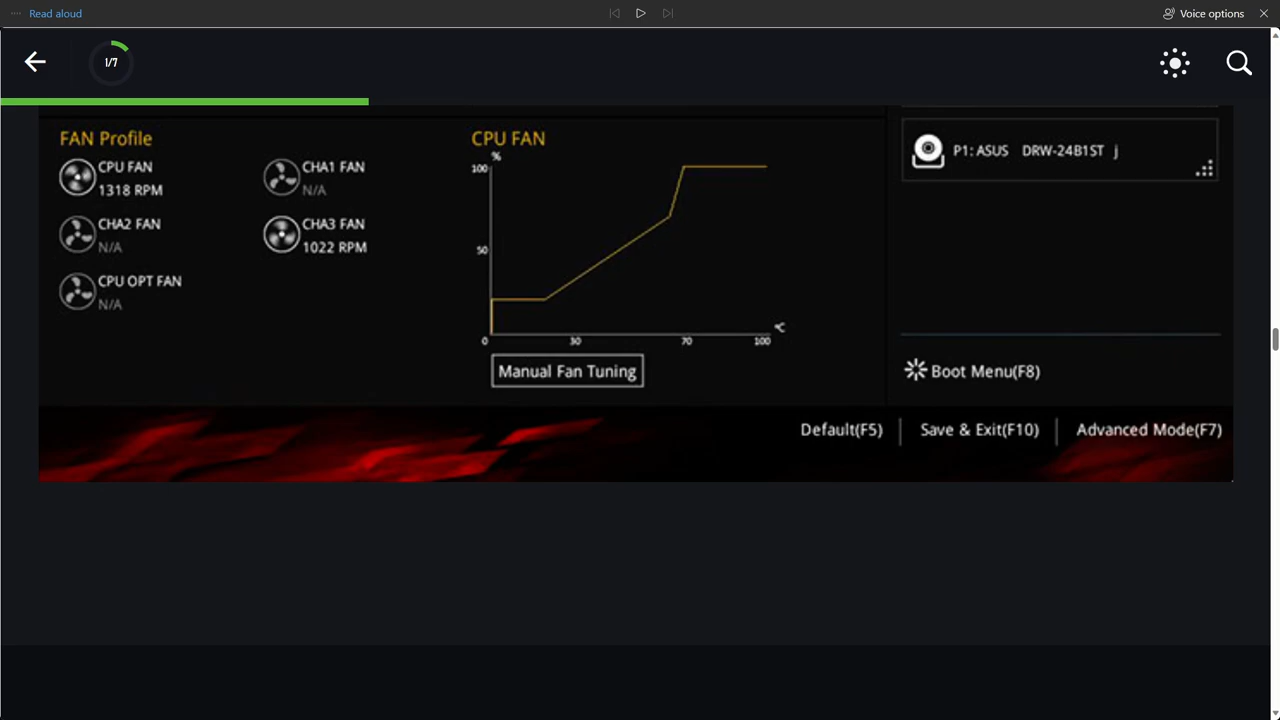 Read aloud
Voice options
1/7
FAN Profile
CPU FAN
1318 RPM
CHA1 FAN
N/A
CHA2 FAN
N/A
CHA3 FAN
1022 RPM
CPU OPT FAN
N/A
CPU FAN
%
100
50
0 30 70 100
°C
Manual Fan Tuning
P1: ASUS DRW-24B1ST j
Boot Menu(F8)
Default(F5)
Save & Exit(F10)
Advanced Mode(F7)